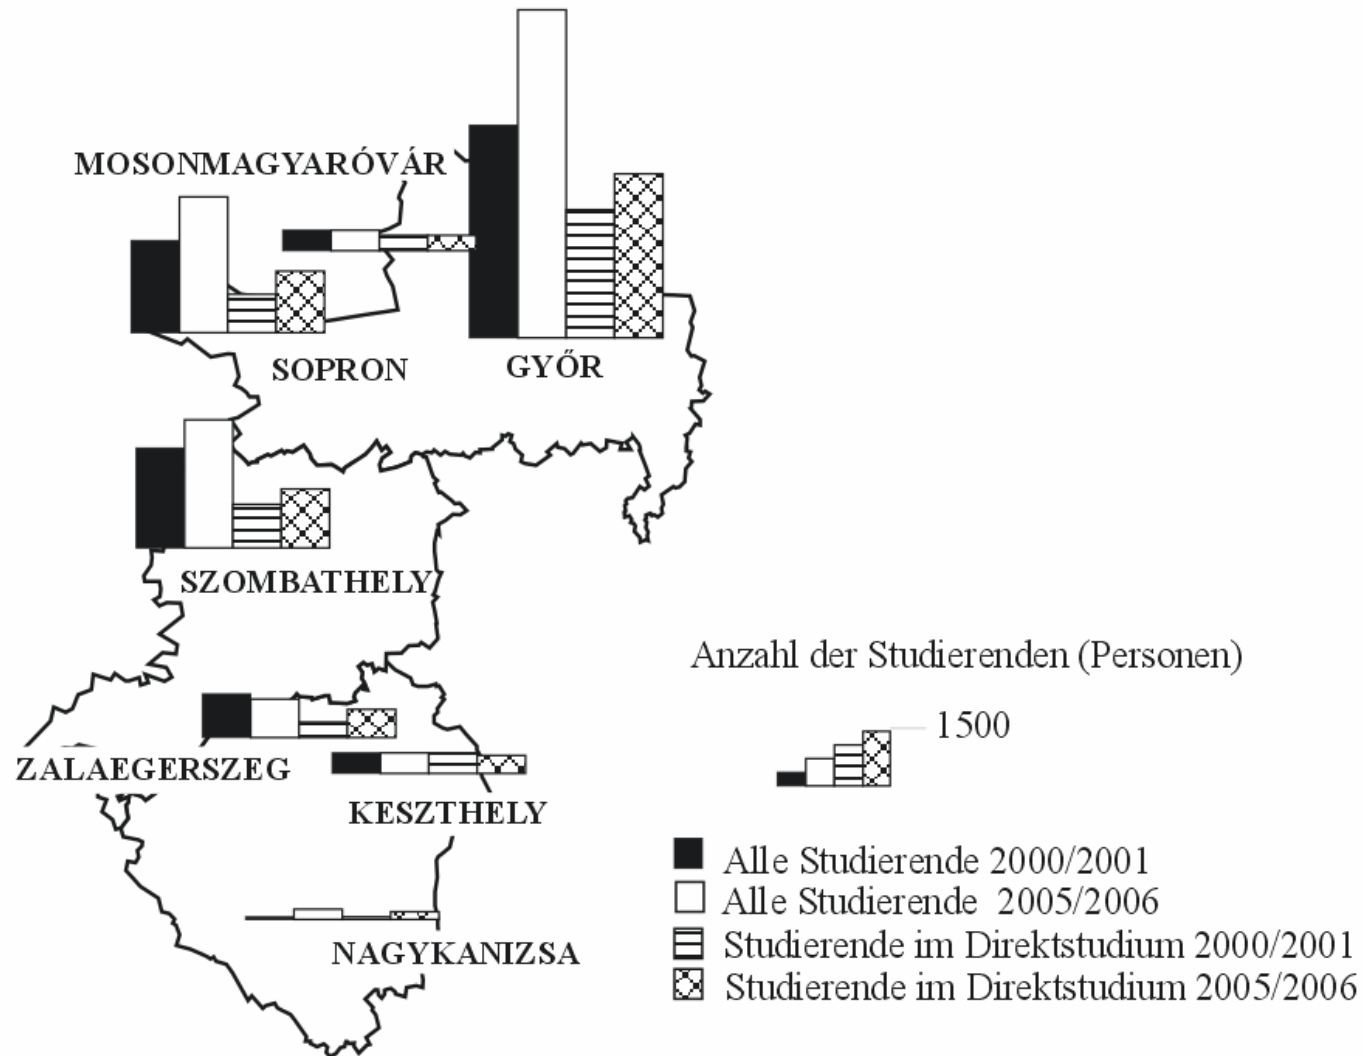 MOSONMAGYARÓVÁR
SOPRON
GYŐR
SZOMBATHELY
Anzahl der Studierenden (Personen)
1500
ZALAEGERSZEG
KESZTHELY
Alle Studierende 2000/2001
Alle Studierende 2005/2006
Studierende im Direktstudium 2000/2001
NAGYKANIZSA
Studierende im Direktstudium 2005/2006